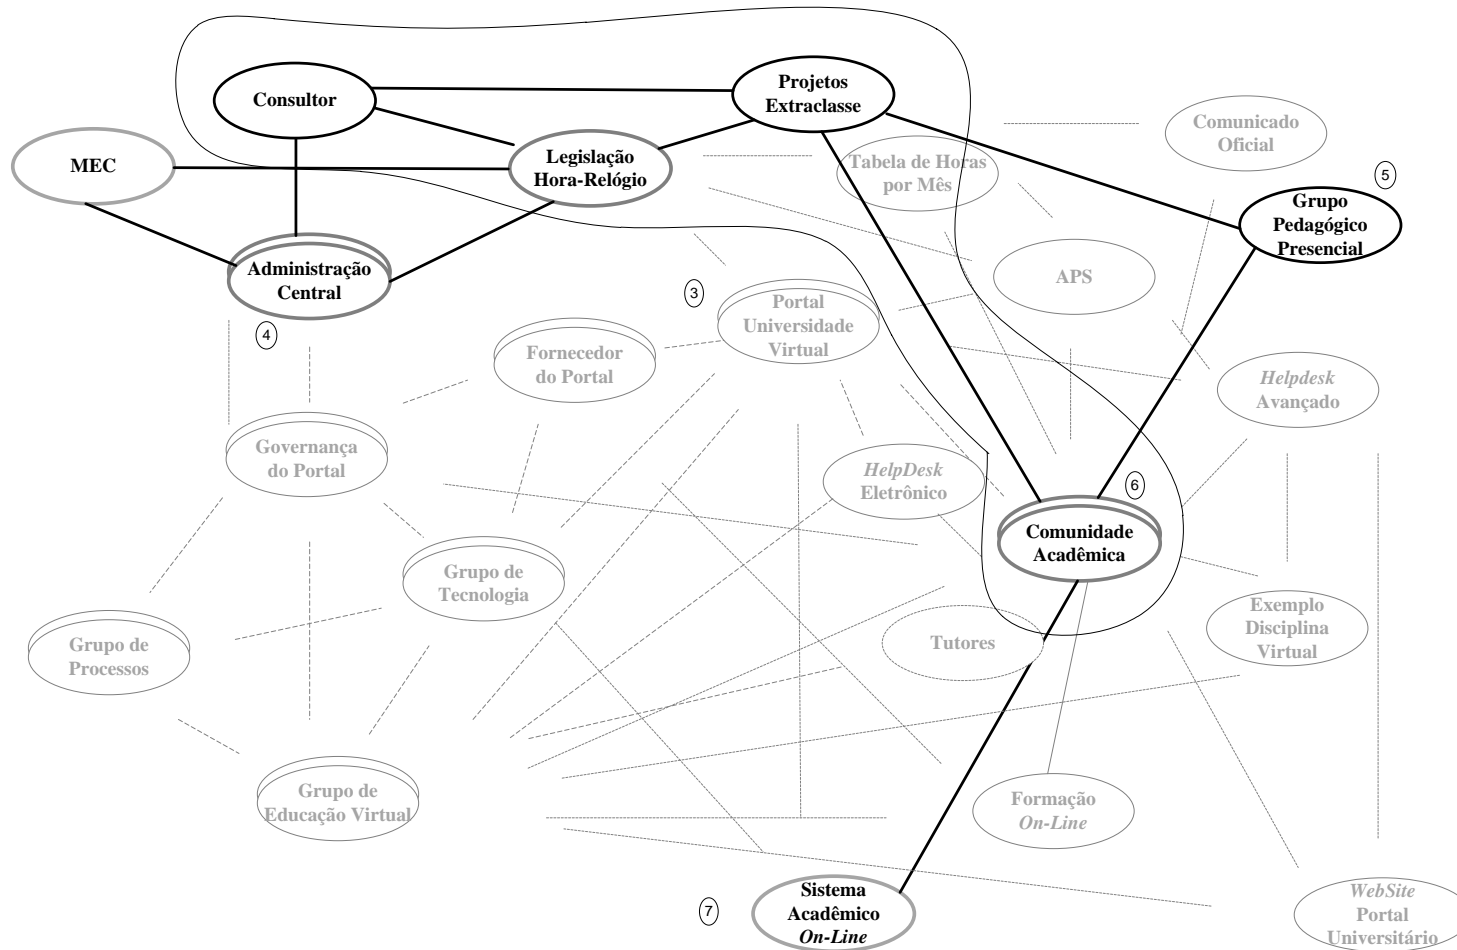 Projetos
Extraclasse
Consultor
Comunicado
Oficial
MEC
Legislação
Hora-Relógio
Tabela de Horas
por Mês
5
Grupo
Pedagógico
Presencial
Administração
Central
APS
3
Portal
Universidade
Virtual
4
Fornecedor
do Portal
Helpdesk
Avançado
Governança
do Portal
HelpDesk
Eletrônico
6
Comunidade
Acadêmica
Grupo de
Tecnologia
Exemplo
Disciplina
Virtual
Grupo de
Processos
Tutores
Grupo de
Educação Virtual
Formação
On-Line
7
Sistema
Acadêmico
On-Line
WebSite
Portal
Universitário